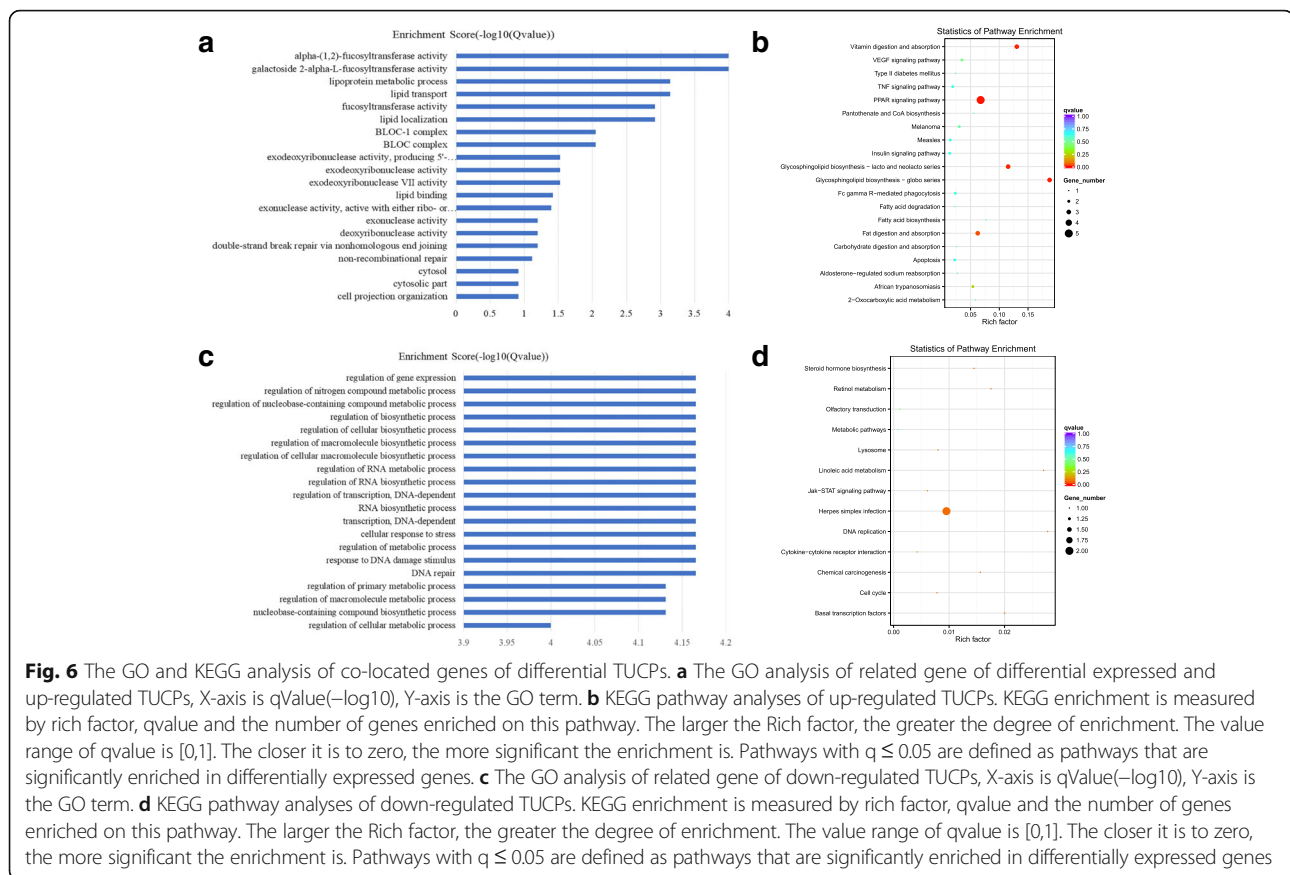 a
Enrichment Score(-log10(Qvalue))
alpha-(1,2)-fucosyltransferase activity
galactoside 2-alpha-L-fucosyltransferase activity
lipoprotein metabolic process
lipid transport
fucosyltransferase activity
lipid localization
BLOC-1 complex
BLOC complex
exodeoxyribonuclease activity, producing 5'-…
exodeoxyribonuclease activity
exodeoxyribonuclease VII activity
lipid binding
exonuclease activity, active with either ribo- or…
exonuclease activity
deoxyribonuclease activity
double-strand break repair via nonhomologous end joining
non-recombinational repair
cytosol
cytosolic part
cell projection organization
0 0.5 1 1.5 2 2.5 3 3.5 4
b
Statistics of Pathway Enrichment
Vitamin digestion and absorption
VEGF signaling pathway
Type II diabetes mellitus
TNF signaling pathway
PPAR signaling pathway
Pantothenate and CoA biosynthesis
Melanoma
Measles
Insulin signaling pathway
Glycosphingolipid biosynthesis − lacto and neolacto series
Glycosphingolipid biosynthesis − globo series
Fc gamma R−mediated phagocytosis
Fatty acid degradation
Fatty acid biosynthesis
Fat digestion and absorption
Carbohydrate digestion and absorption
Apoptosis
Aldosterone−regulated sodium reabsorption
African trypanosomiasis
2−Oxocarboxylic acid metabolism
0.05 0.10 0.15
Rich factor
qvalue
1.00
0.75
0.50
0.25
0.00
Gene_number
1
2
3
4
5
c
Enrichment Score(-log10(Qvalue))
regulation of gene expression
regulation of nitrogen compound metabolic process
regulation of nucleobase-containing compound metabolic process
regulation of biosynthetic process
regulation of cellular biosynthetic process
regulation of macromolecule biosynthetic process
regulation of cellular macromolecule biosynthetic process
regulation of RNA metabolic process
regulation of RNA biosynthetic process
regulation of transcription, DNA-dependent
RNA biosynthetic process
transcription, DNA-dependent
cellular response to stress
regulation of metabolic process
response to DNA damage stimulus
DNA repair
regulation of primary metabolic process
regulation of macromolecule metabolic process
nucleobase-containing compound biosynthetic process
regulation of cellular metabolic process
3.9 3.95 4 4.05 4.1 4.15 4.2
d
Statistics of Pathway Enrichment
Steroid hormone biosynthesis
Retinol metabolism
Olfactory transduction
Metabolic pathways
Lysosome
Linoleic acid metabolism
Jak−STAT signaling pathway
Herpes simplex infection
DNA replication
Cytokine−cytokine receptor interaction
Chemical carcinogenesis
Cell cycle
Basal transcription factors
0.00 0.01 0.02
Rich factor
qvalue
1.00
0.75
0.50
0.25
0.00
Gene_number
1.00
1.25
1.50
1.75
2.00
Fig. 6 The GO and KEGG analysis of co-located genes of differential TUCPs. a The GO analysis of related gene of differential expressed and
up-regulated TUCPs, X-axis is qValue(−log10), Y-axis is the GO term. b KEGG pathway analyses of up-regulated TUCPs. KEGG enrichment is measured
by rich factor, qvalue and the number of genes enriched on this pathway. The larger the Rich factor, the greater the degree of enrichment. The value
range of qvalue is [0,1]. The closer it is to zero, the more significant the enrichment is. Pathways with q ≤ 0.05 are defined as pathways that are
significantly enriched in differentially expressed genes. c The GO analysis of related gene of down-regulated TUCPs, X-axis is qValue(−log10), Y-axis is
the GO term. d KEGG pathway analyses of down-regulated TUCPs. KEGG enrichment is measured by rich factor, qvalue and the number of genes
enriched on this pathway. The larger the Rich factor, the greater the degree of enrichment. The value range of qvalue is [0,1]. The closer it is to zero,
the more significant the enrichment is. Pathways with q ≤ 0.05 are defined as pathways that are significantly enriched in differentially expressed genes